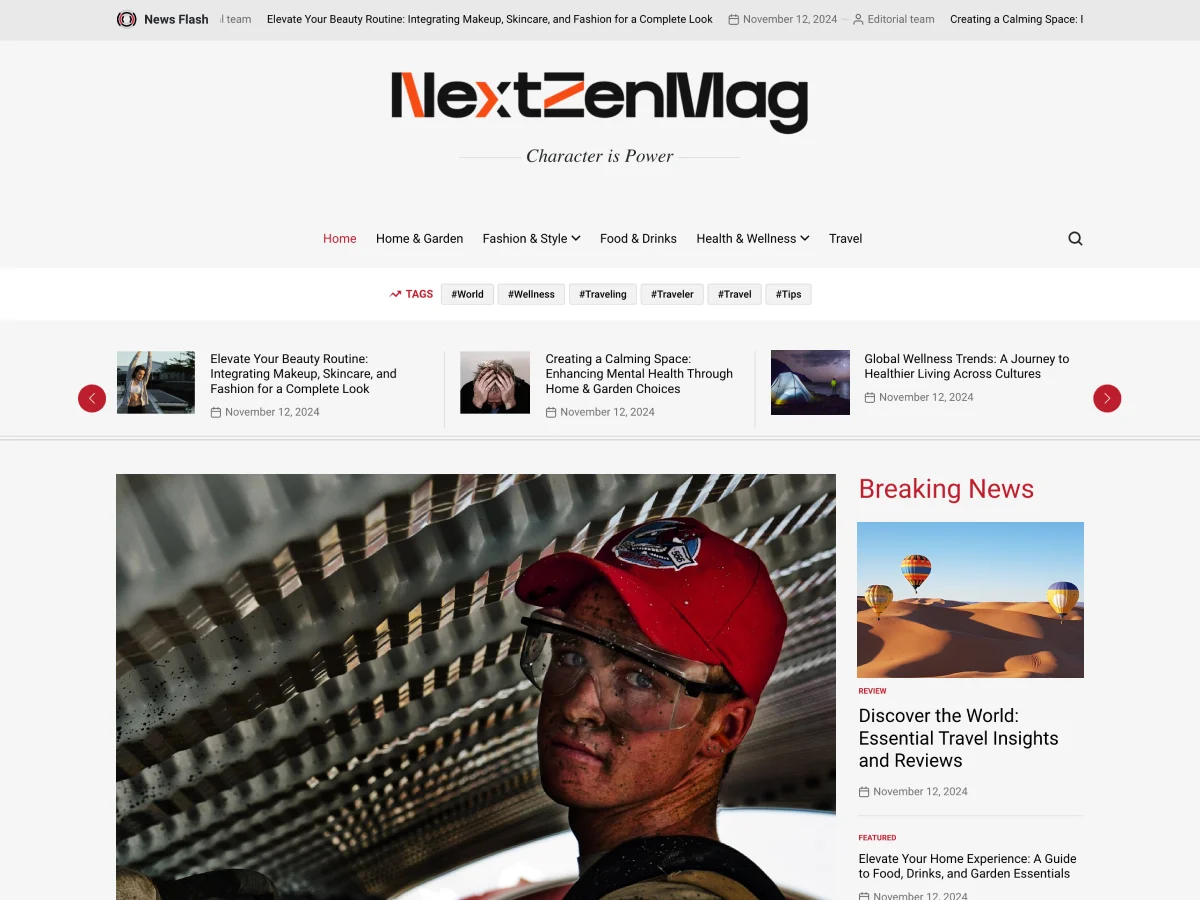 News Flash
l team
Elevate Your Beauty Routine: Integrating Makeup, Skincare, and Fashion for a Complete Look
November 12, 2024
Editorial team
Creating a Calming Space:
NextZenMag
Character is Power
Home
Home & Garden
Fashion & Style
Food & Drinks
Health & Wellness
Travel
TAGS
#World
#Wellness
#Traveling
#Traveler
#Travel
#Tips
Elevate Your Beauty Routine:
Integrating Makeup, Skincare, and
Fashion for a Complete Look
November 12, 2024
Creating a Calming Space:
Enhancing Mental Health Through
Home & Garden Choices
November 12, 2024
Global Wellness Trends: A Journey to
Healthier Living Across Cultures
November 12, 2024
Breaking News
REVIEW
Discover the World:
Essential Travel Insights
and Reviews
November 12, 2024
FEATURED
Elevate Your Home Experience: A Guide
to Food, Drinks, and Garden Essentials
November 12, 2024